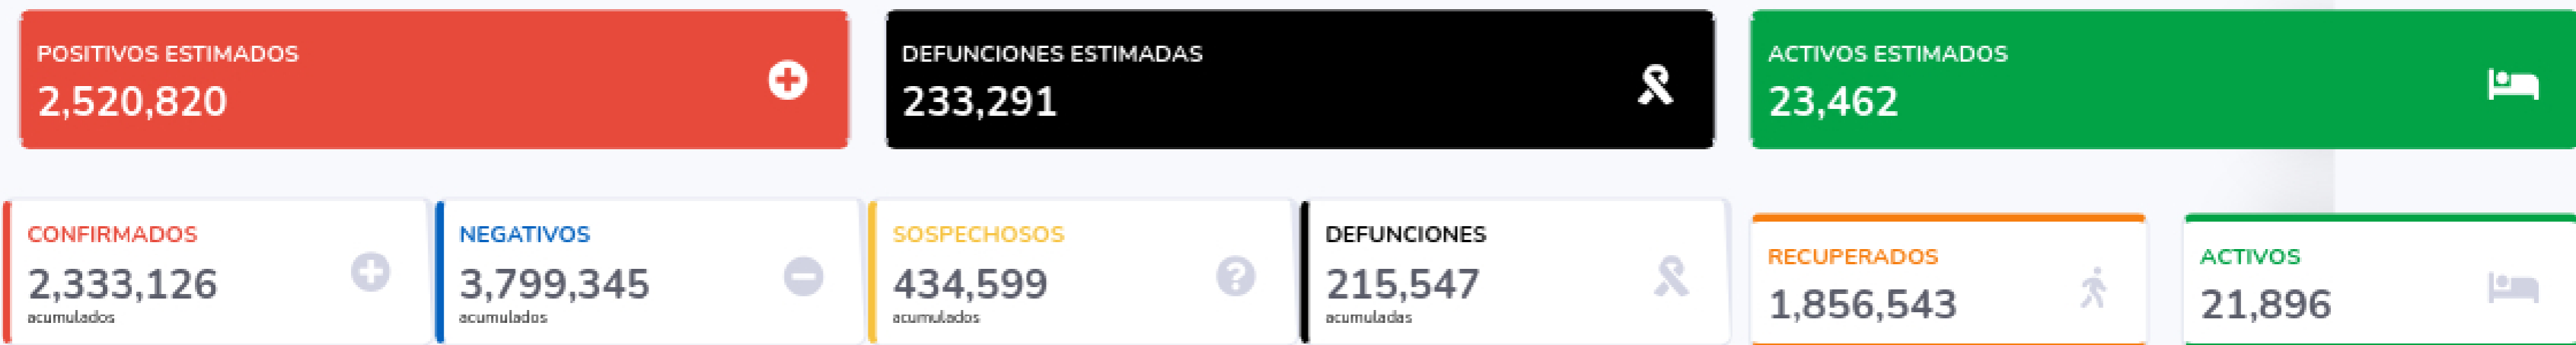 POSITIVOS ESTIMADOS
2,520,820
DEFUNCIONES ESTIMADAS
233,291
ACTIVOS ESTIMADOS
23,462
CONFIRMADOS
2,333,126
acumulados
NEGATIVOS
3,799,345
acumulados
SOSPECHOSOS
434,599
acumulados
DEFUNCIONES
215,547
acumuladas
RECUPERADOS
1,856,543
ACTIVOS
21,896